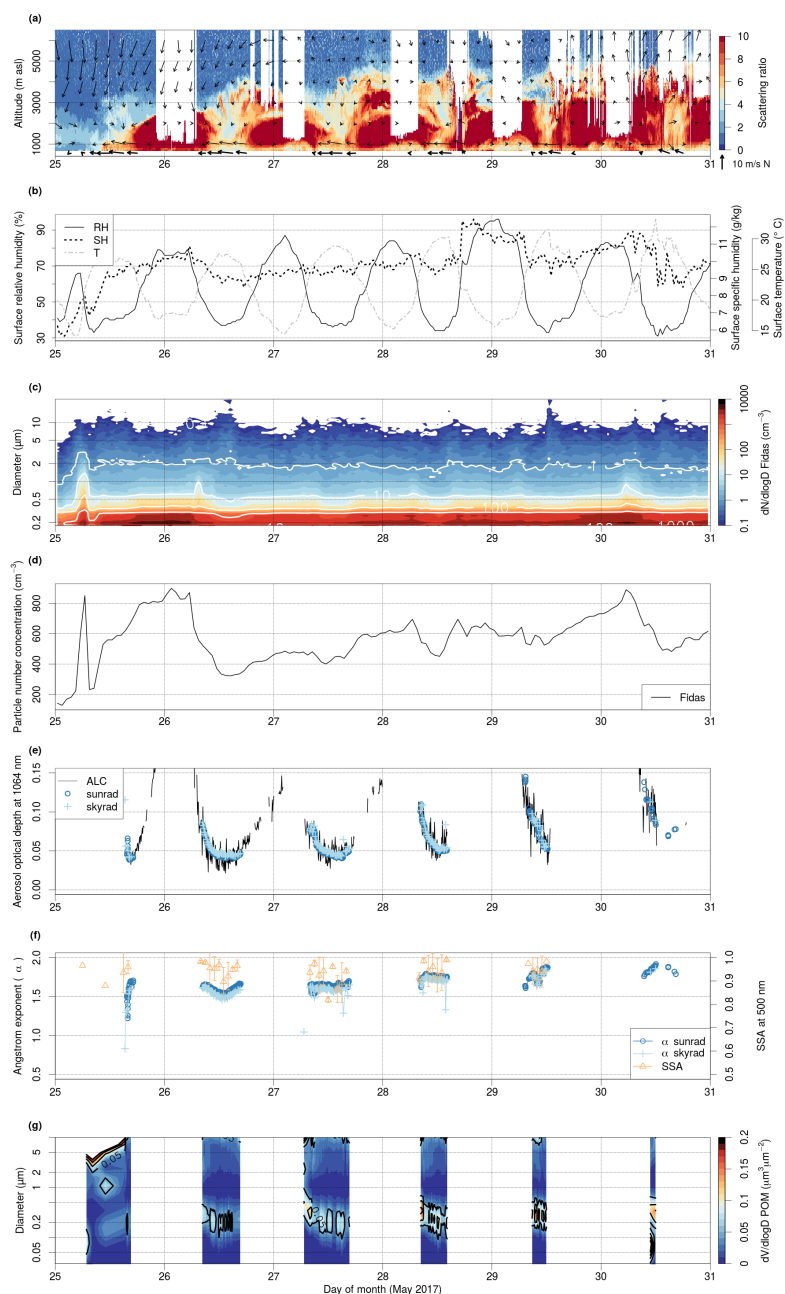 (a)
Altitude (m asl)
1000 3000 5000
25 26 27 28 29 30 31
0 2 4 6 8 10
Scattering ratio
10 m/s N
(b)
Surface relative humidity (%)
30 50 70 90
RH
SH
T
25 26 27 28 29 30 31
6 7 8 9 10 11
Surface specific humidity (g/kg)
15 20 25 30
Surface temperature (° C)
(c)
Diameter (μm)
0.2 0.5 1 2 5 10
10 100 1000
25 26 27 28 29 30 31
0.1 1 10 100 10000
dN/dlogD Fidas (cm⁻³)
(d)
Particle number concentration (cm⁻³)
200 400 600 800
Fidas
25 26 27 28 29 30 31
(e)
Aerosol optical depth at 1064 nm
0.00 0.05 0.10 0.15
ALC
sunrad
skyrad
25 26 27 28 29 30 31
(f)
Angstrom exponent (α)
0.5 1.0 1.5 2.0
α sunrad
α skyrad
SSA
25 26 27 28 29 30 31
0.5 0.6 0.7 0.8 0.9 1.0
SSA at 500 nm
(g)
Diameter (μm)
0.05 0.2 0.5 1 2 5
0.05
25 26 27 28 29 30 31
Day of month (May 2017)
0 0.05 0.1 0.15 0.2
dV/dlogD POM (μm³μm⁻²)